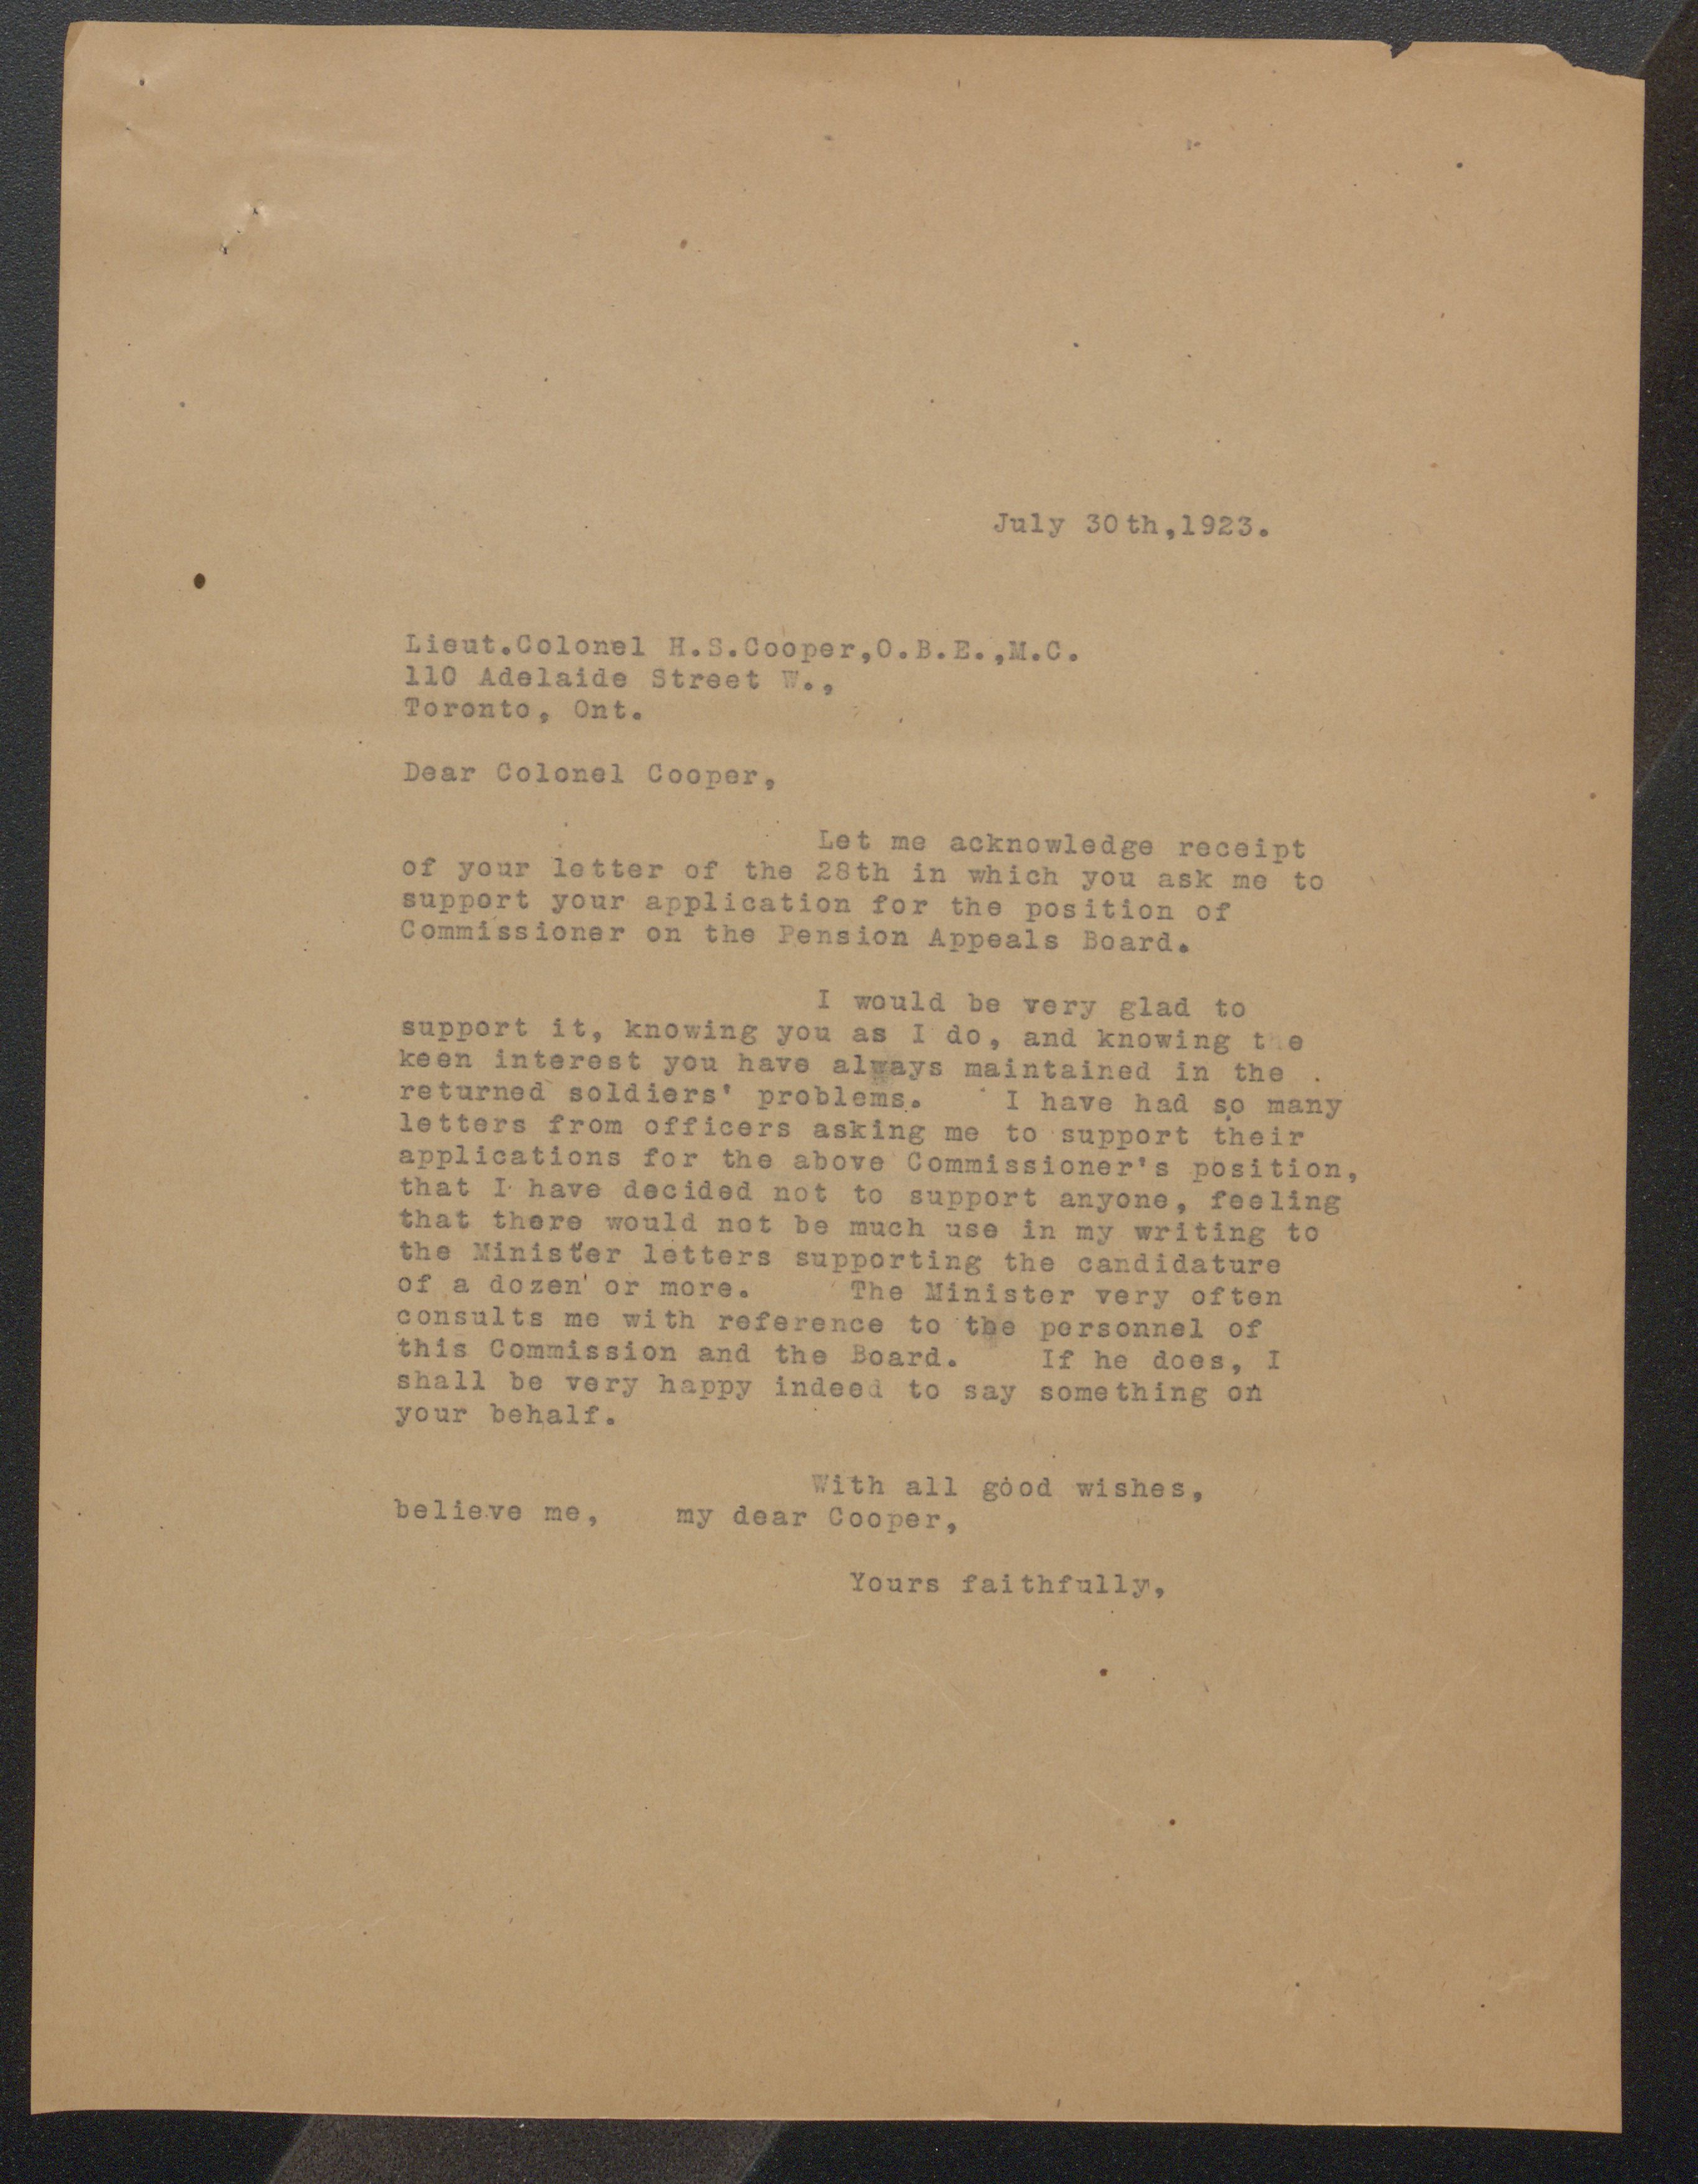 July 30th,1923.
Lieut.Colonel H.S.Cooper,O.B.E.,M.C.
110 Adelaide Street W.,
Toronto, Ont.
Dear Colonel Cooper,
Let me acknowledge receipt
of your letter of the 28th in which you ask me to
support your application for the position of
Commissioner on the Pension Appeals Board.
I would be very glad to
support it, knowing you as I do, and knowing the
keen interest you have always maintained in the
returned soldiers' problems. I have had so many
letters from officers asking me to support their
applications for the above Commissioner's position,
that I have decided not to support anyone, feeling
that there would not be much use in my writing to
the Minister letters supporting the candidature
of a dozen or more. The Minister very often
consults me with reference to the personnel of
this Commission and the Board. If he does, I
shall be very happy indeed to say something on
your behalf.
With all good wishes,
believe me, my dear Cooper,
Yours faithfully,